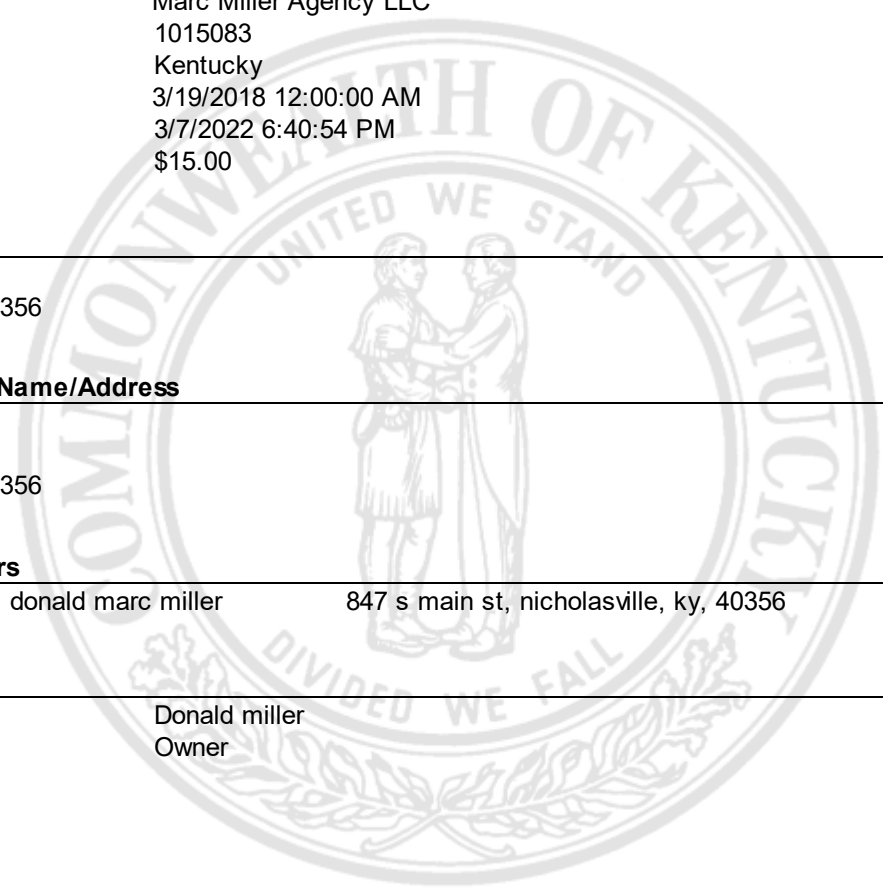 Marc Miller Agency LLC
1015083
Kentucky
3/19/2018 12:00:00 AM
3/7/2022 6:40:54 PM
$15.00
COMMONWEALTH OF KENTUCKY
UNITED WE STAND
356
Name/Address
356
rs
donald marc miller 847 s main st, nicholasville, ky, 40356
DIVIDED WE FALL
Donald miller
Owner